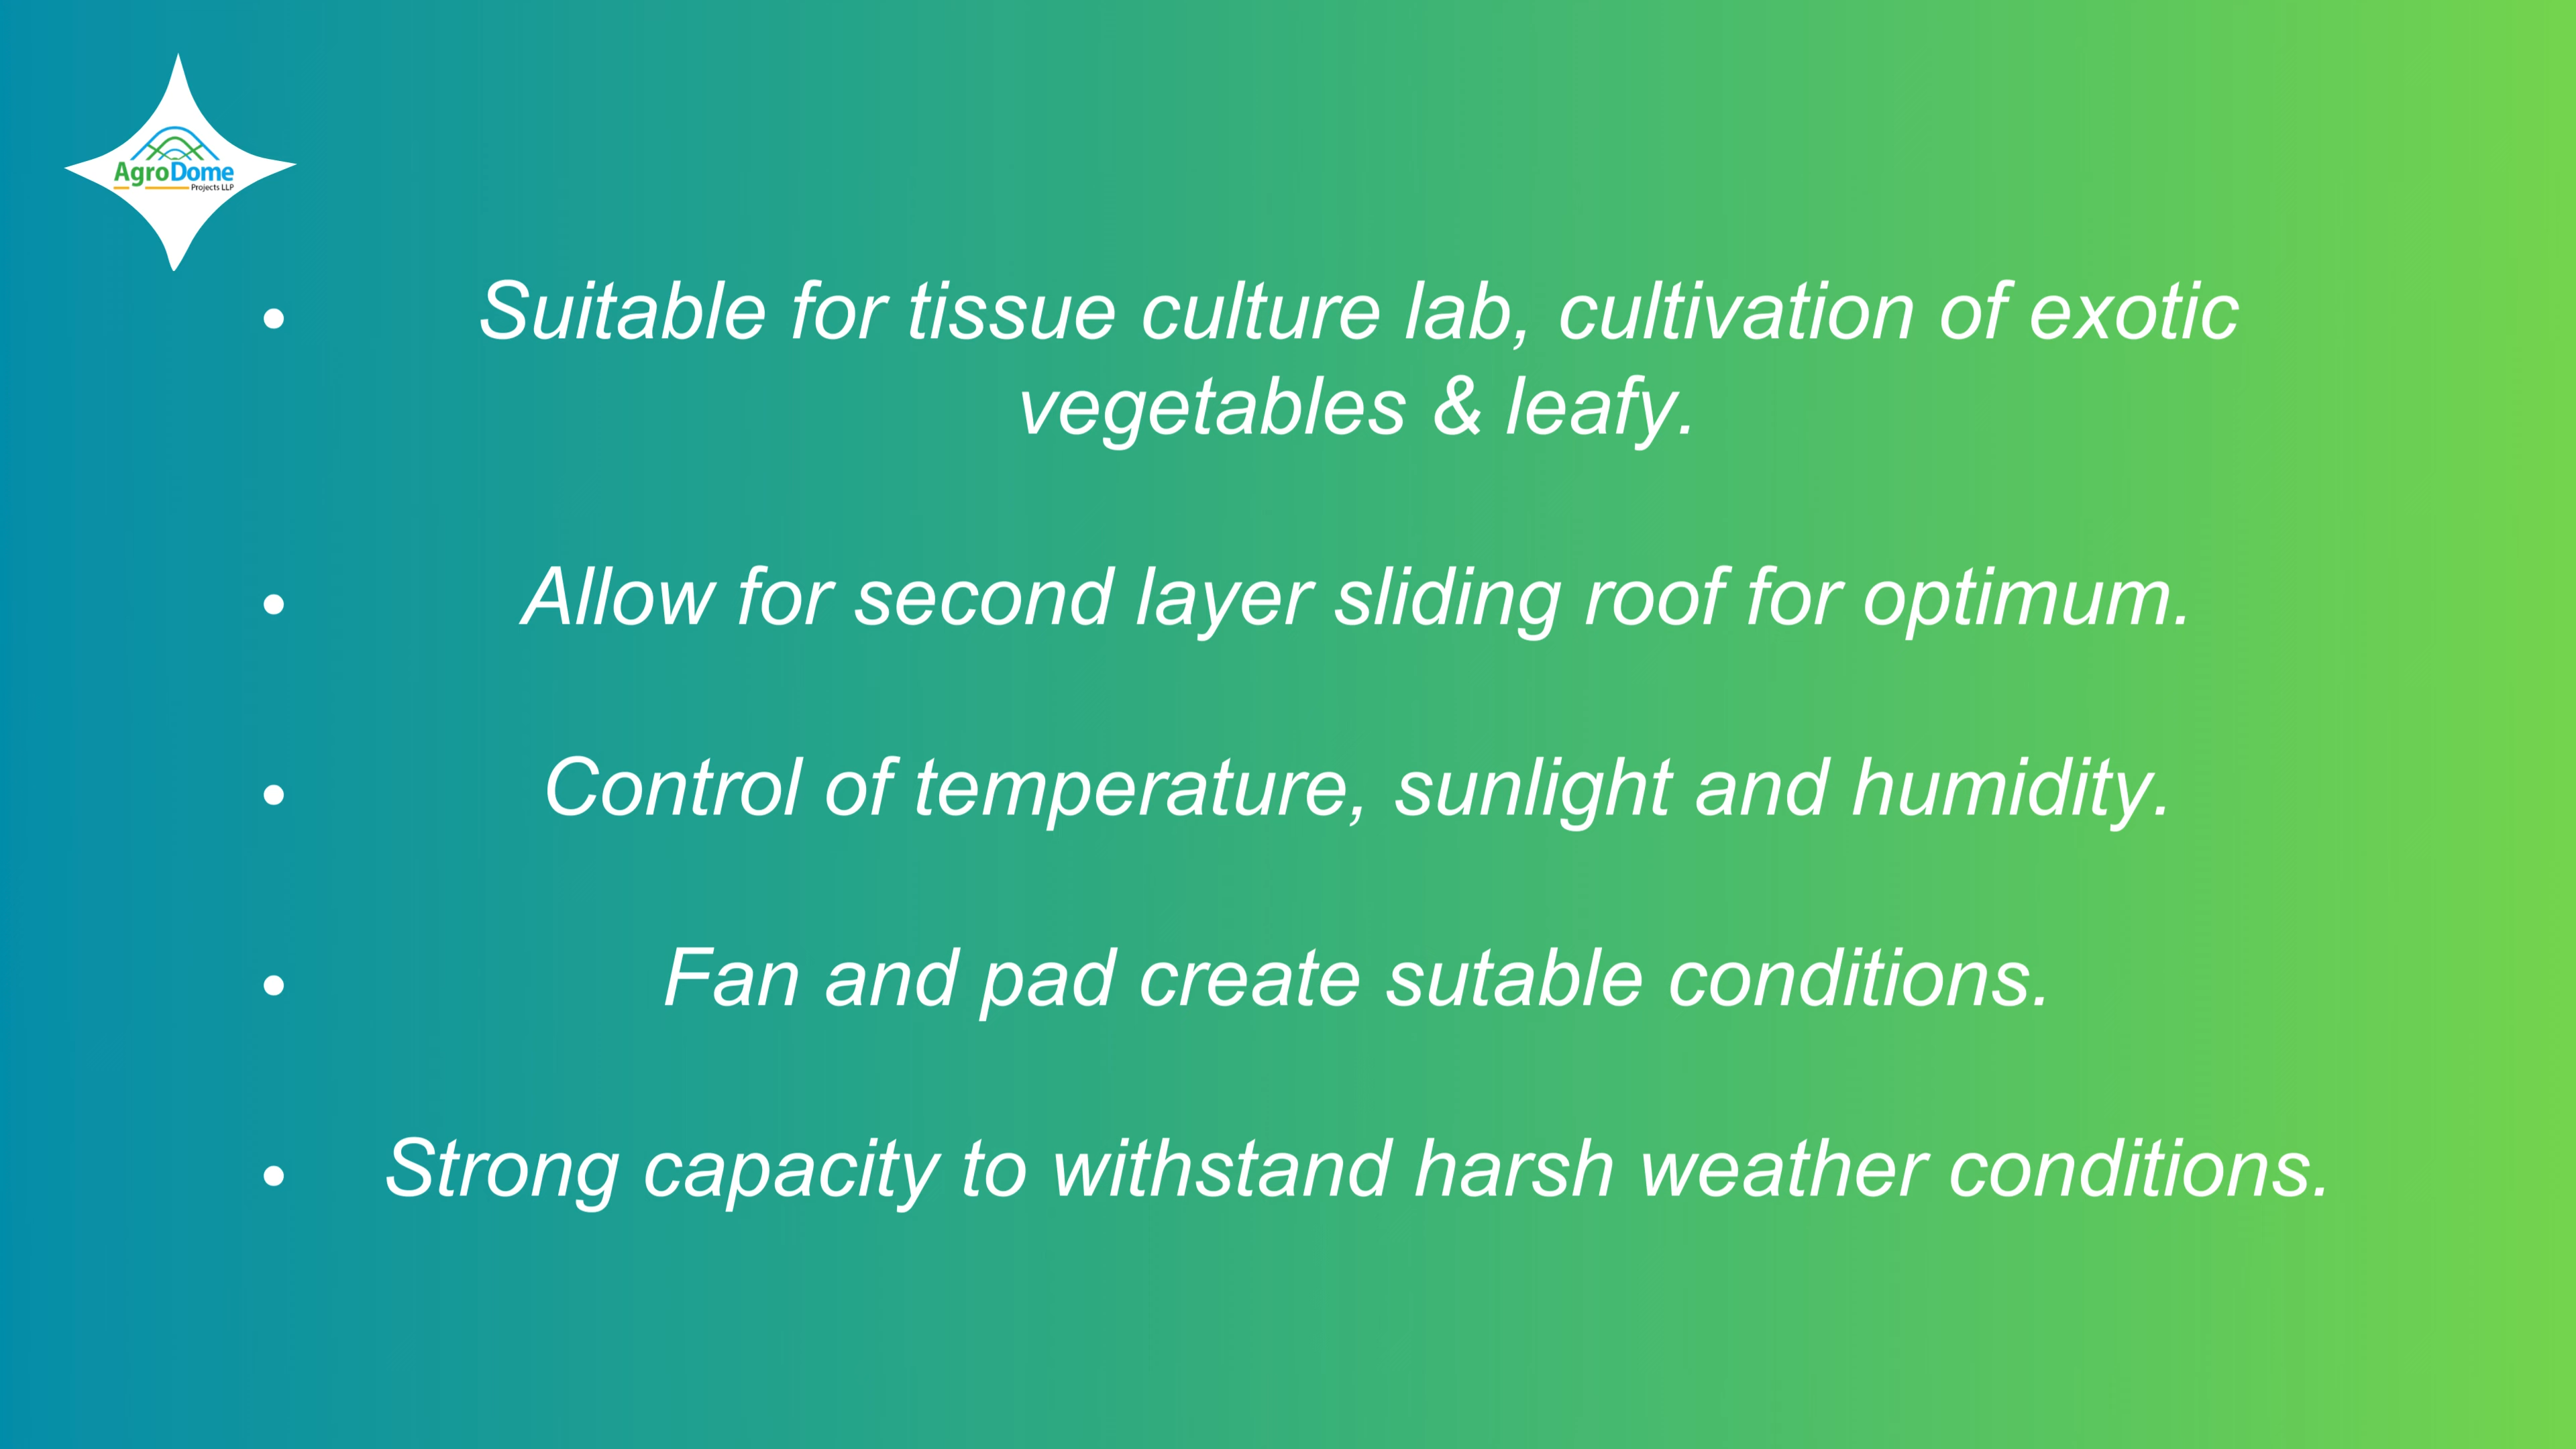 AgroDome
Projects LLP
• Suitable for tissue culture lab, cultivation of exotic
vegetables & leafy.
• Allow for second layer sliding roof for optimum.
• Control of temperature, sunlight and humidity.
• Fan and pad create sutable conditions.
• Strong capacity to withstand harsh weather conditions.